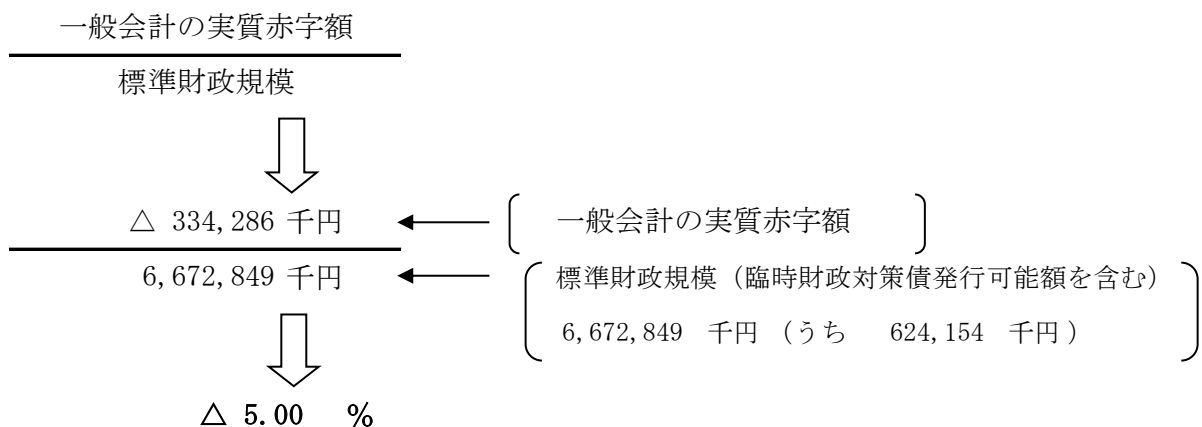 一般会計の実質赤字額
標準財政規模
△ 334,286 千円
一般会計の実質赤字額
6,672,849 千円
標準財政規模（臨時財政対策債発行可能額を含む）
6,672,849 千円 （うち 624,154 千円）
△ 5.00 %